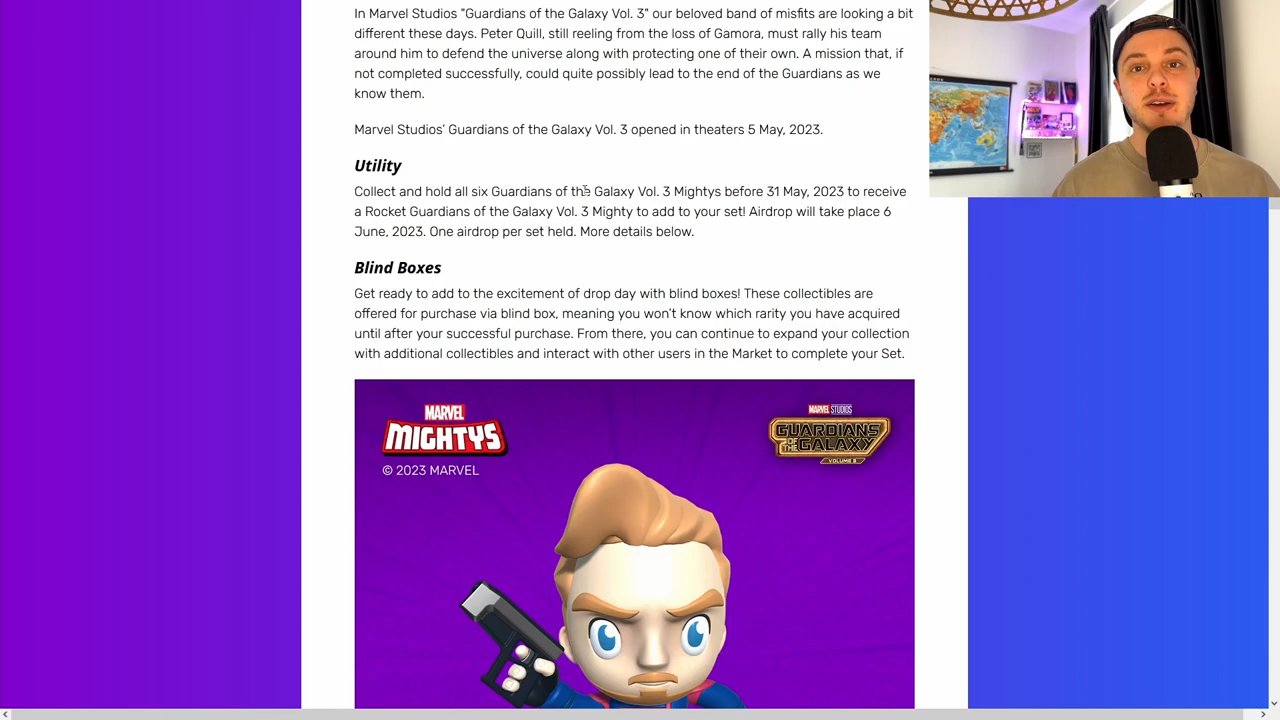 In Marvel Studios "Guardians of the Galaxy Vol. 3" our beloved band of misfits are looking a bit
different these days. Peter Quill, still reeling from the loss of Gamora, must rally his team
around him to defend the universe along with protecting one of their own. A mission that, if
not completed successfully, could quite possibly lead to the end of the Guardians as we
know them.
Marvel Studios’ Guardians of the Galaxy Vol. 3 opened in theaters 5 May, 2023.
Utility
Collect and hold all six Guardians of the Galaxy Vol. 3 Mightys before 31 May, 2023 to receive
a Rocket Guardians of the Galaxy Vol. 3 Mighty to add to your set! Airdrop will take place 6
June, 2023. One airdrop per set held. More details below.
Blind Boxes
Get ready to add to the excitement of drop day with blind boxes! These collectibles are
offered for purchase via blind box, meaning you won’t know which rarity you have acquired
until after your successful purchase. From there, you can continue to expand your collection
with additional collectibles and interact with other users in the Market to complete your Set.
MARVEL
MIGHTYS
© 2023 MARVEL
MARVEL STUDIOS
GUARDIANS
OF THE GALAXY
VOLUME 3